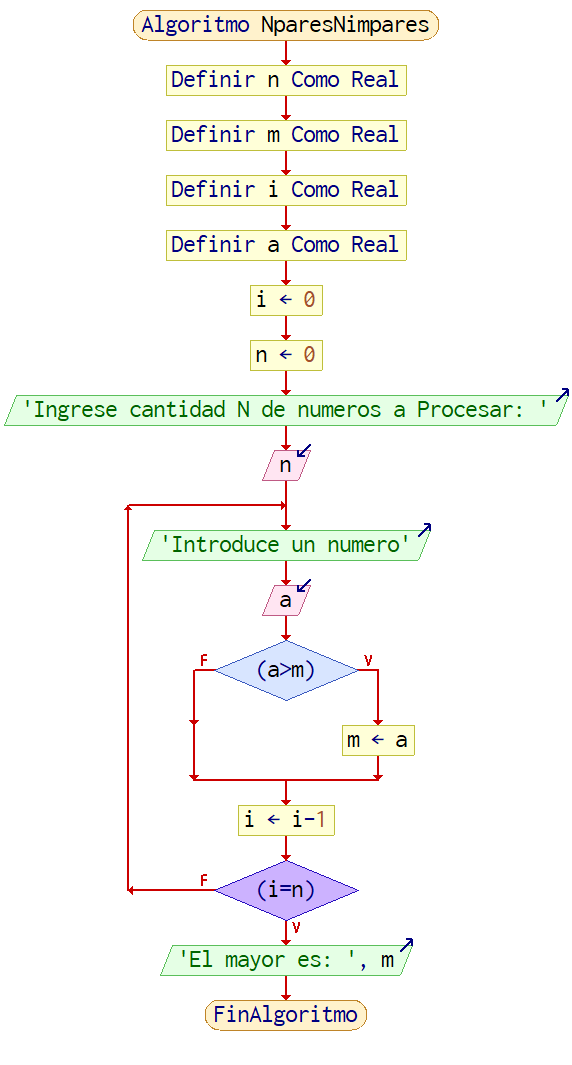 Algoritmo NparesNimpares
Definir n Como Real
Definir m Como Real
Definir i Como Real
Definir a Como Real
i ← 0
n ← 0
'Ingrese cantidad N de numeros a Procesar: '
n
'Introduce un numero'
a
F
(a>m)
V
m ← a
i ← i-1
F
(i=n)
V
'El mayor es: ', m
FinAlgoritmo